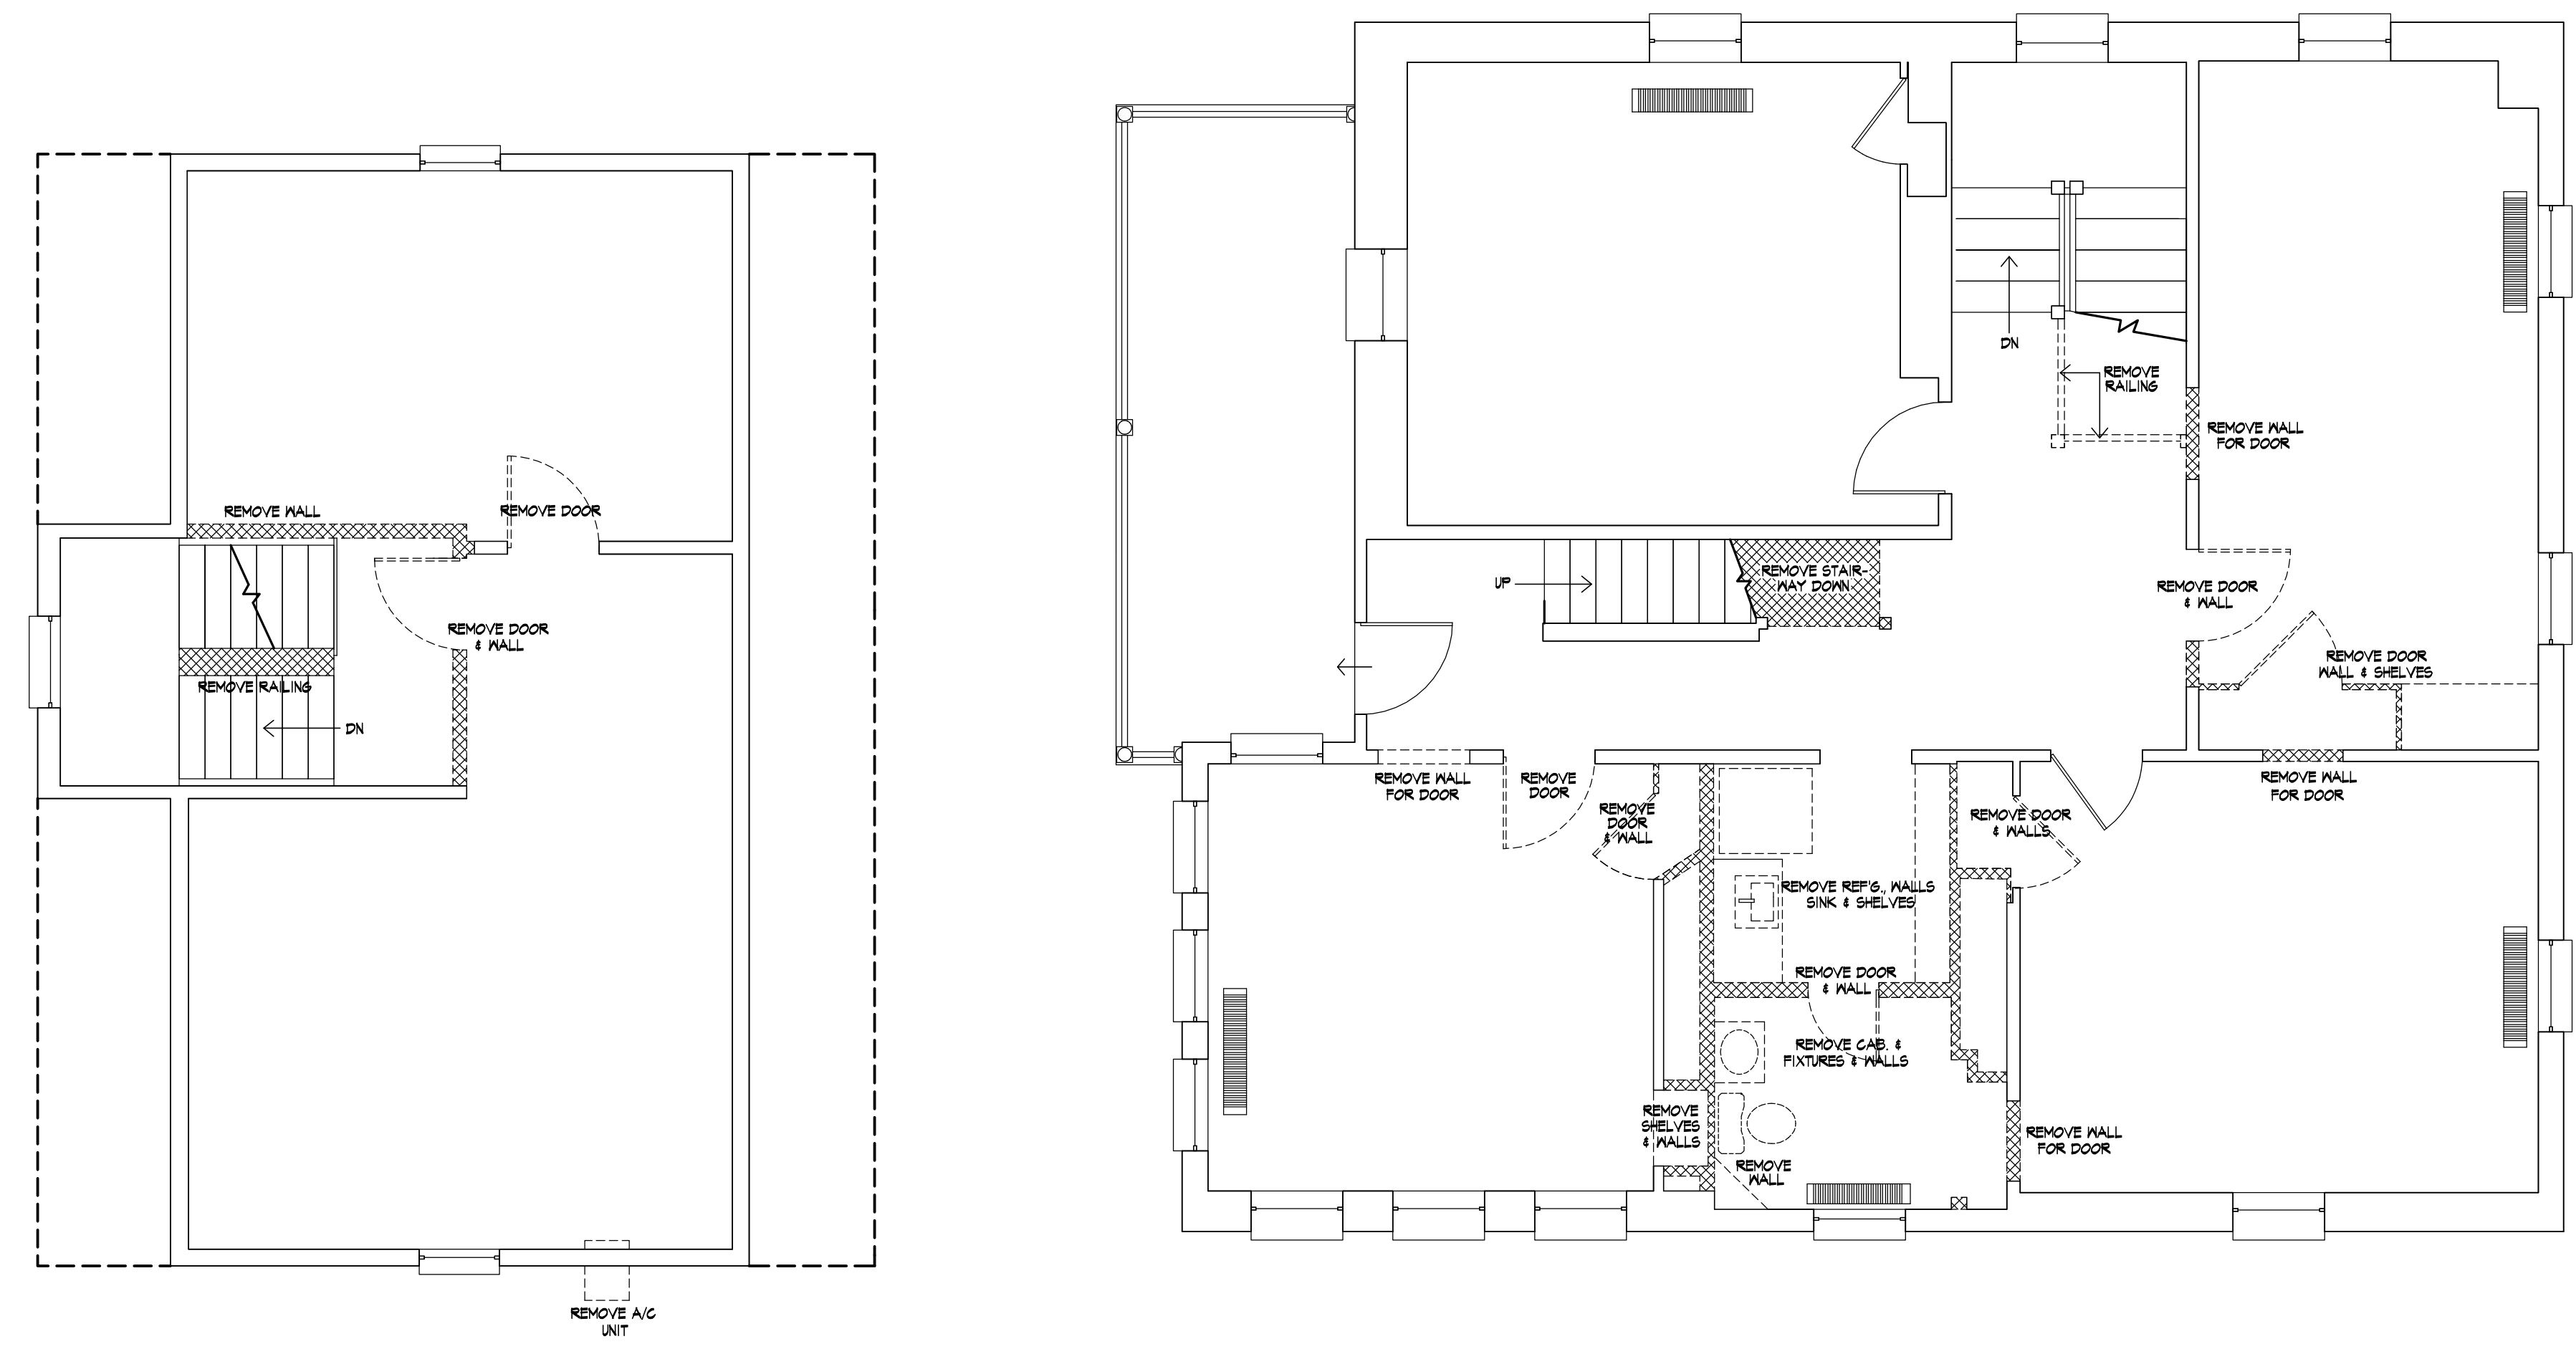 REMOVE WALL
REMOVE DOOR
REMOVE DOOR
& WALL
REMOVE RAILING
DN
REMOVE A/C
UNIT
DN
REMOVE
RAILING
REMOVE WALL
FOR DOOR
UP
REMOVE STAIR-
WAY DOWN
REMOVE DOOR
& WALL
REMOVE DOOR
WALL & SHELVES
REMOVE WALL
FOR DOOR
REMOVE
DOOR
REMOVE
DOOR
& WALL
REMOVE DOOR
& WALLS
REMOVE WALL
FOR DOOR
REMOVE REF'G., WALLS
SINK & SHELVES
REMOVE DOOR
& WALL
REMOVE CAB. &
FIXTURES & WALLS
REMOVE
SHELVES
& WALLS
REMOVE
WALL
REMOVE WALL
FOR DOOR